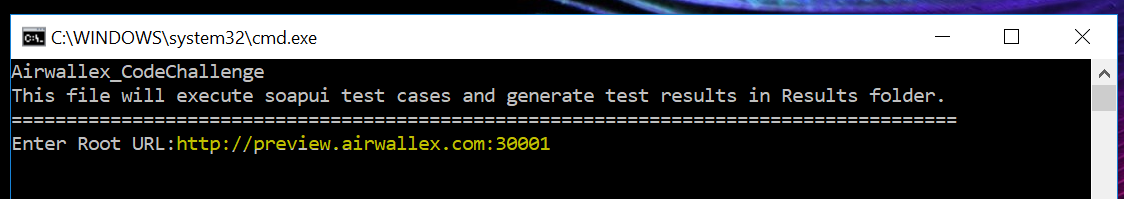 C:\WINDOWS\system32\cmd.exe
Airwallex_CodeChallenge
This file will execute soapui test cases and generate test results in Results folder.
======================================================================================
Enter Root URL:http://preview.airwallex.com:30001